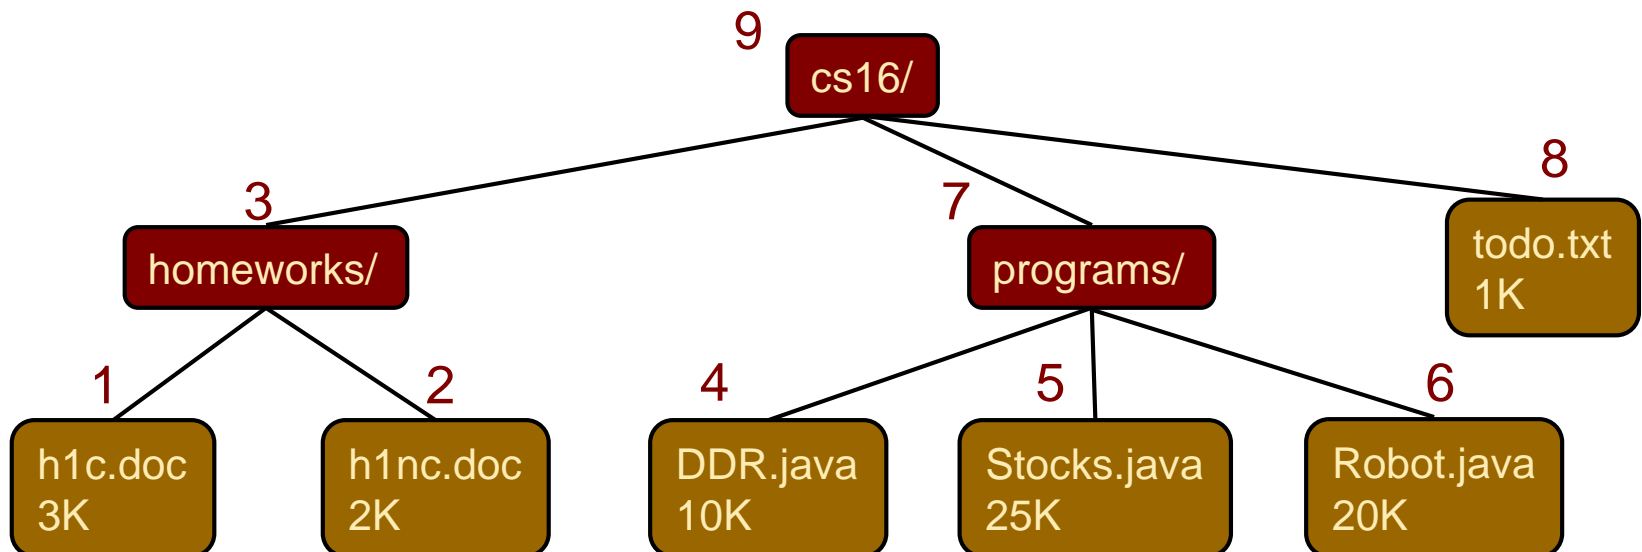 9
cs16/
8
3
7
homeworks/
programs/
todo.txt
1K
1
2
4
5
6
h1c.doc
3K
h1nc.doc
2K
DDR.java
10K
Stocks.java
25K
Robot.java
20K